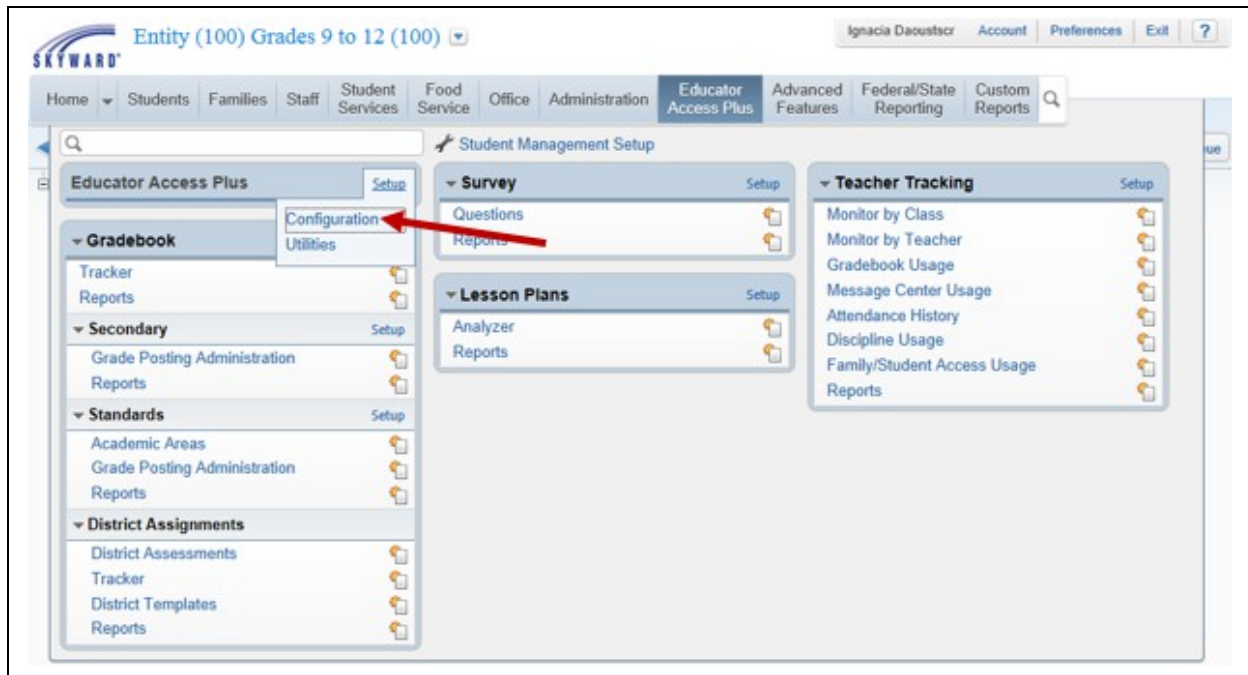 Entity (100) Grades 9 to 12 (100)
Ignacia Daoustscr Account Preferences Exit ?
SKYWARD
Home Students Families Staff Student Services Food Service Office Administration Educator Access Plus Advanced Features Federal/State Reporting Custom Reports
Student Management Setup
ue
Educator Access Plus Setup
Configuration
Utilities
Gradebook
Tracker
Reports
Secondary Setup
Grade Posting Administration
Reports
Standards Setup
Academic Areas
Grade Posting Administration
Reports
District Assignments
District Assessments
Tracker
District Templates
Reports
Survey Setup
Questions
Reports
Lesson Plans Setup
Analyzer
Reports
Teacher Tracking Setup
Monitor by Class
Monitor by Teacher
Gradebook Usage
Message Center Usage
Attendance History
Discipline Usage
Family/Student Access Usage
Reports